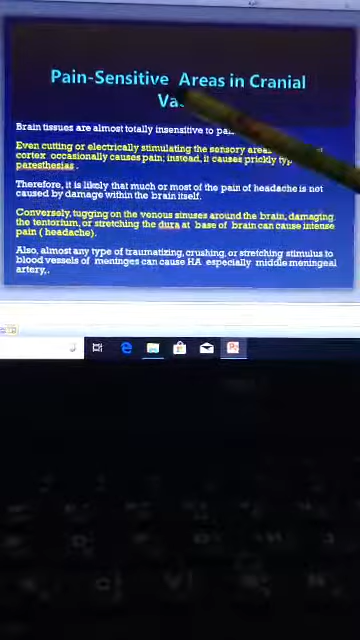 Pain-Sensitive Areas in Cranial
Brain tissues are almost totally insensitive to
Even cutting or electrically stimulating the sensory
cortex occasionally causes pain; instead, it causes prickly
paresthesias .
Therefore, it is likely that much or most of the pain of headache is not
caused by damage within the brain itself.
Conversely, tugging on the venous sinuses around the brain, damaging
the tentorium, or stretching the dura at base of brain can cause intense
pain ( headache).
Also, almost any type of traumatizing, crushing, or stretching stimulus to
blood vessels of meninges can cause HA especially middle meningeal
artery,.